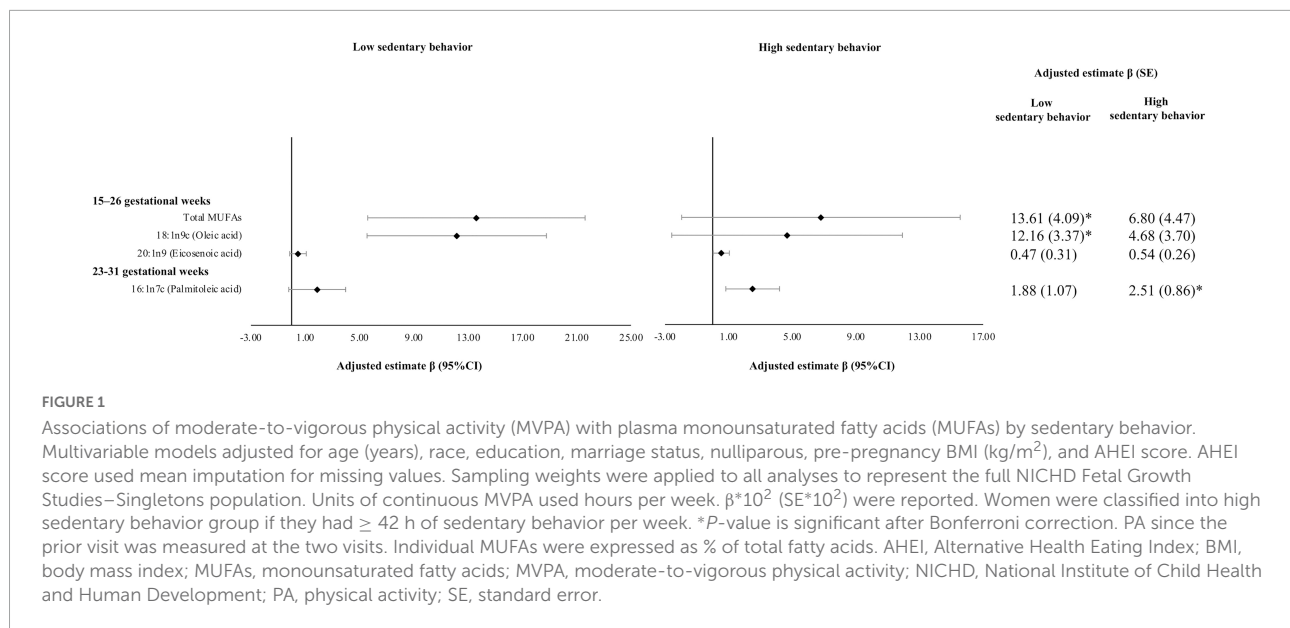 Low sedentary behavior
High sedentary behavior
Adjusted estimate β (SE)
Low
sedentary behavior
High
sedentary behavior
15–26 gestational weeks
Total MUFAs
13.61 (4.09)*
6.80 (4.47)
18:1n9c (Oleic acid)
12.16 (3.37)*
4.68 (3.70)
20:1n9 (Eicosenoic acid)
0.47 (0.31)
0.54 (0.26)
23-31 gestational weeks
16:1n7c (Palmitoleic acid)
1.88 (1.07)
2.51 (0.86)*
-3.00 1.00 5.00 9.00 13.00 17.00 21.00 25.00
-3.00 1.00 5.00 9.00 13.00 17.00
Adjusted estimate β (95%CI)
Adjusted estimate β (95%CI)
FIGURE 1
Associations of moderate-to-vigorous physical activity (MVPA) with plasma monounsaturated fatty acids (MUFAs) by sedentary behavior.
Multivariable models adjusted for age (years), race, education, marriage status, nulliparous, pre-pregnancy BMI (kg/m²), and AHEI score. AHEI
score used mean imputation for missing values. Sampling weights were applied to all analyses to represent the full NICHD Fetal Growth
Studies–Singletons population. Units of continuous MVPA used hours per week. β*10² (SE*10²) were reported. Women were classified into high
sedentary behavior group if they had ≥ 42 h of sedentary behavior per week. *P-value is significant after Bonferroni correction. PA since the
prior visit was measured at the two visits. Individual MUFAs were expressed as % of total fatty acids. AHEI, Alternative Health Eating Index; BMI,
body mass index; MUFAs, monounsaturated fatty acids; MVPA, moderate-to-vigorous physical activity; NICHD, National Institute of Child Health
and Human Development; PA, physical activity; SE, standard error.